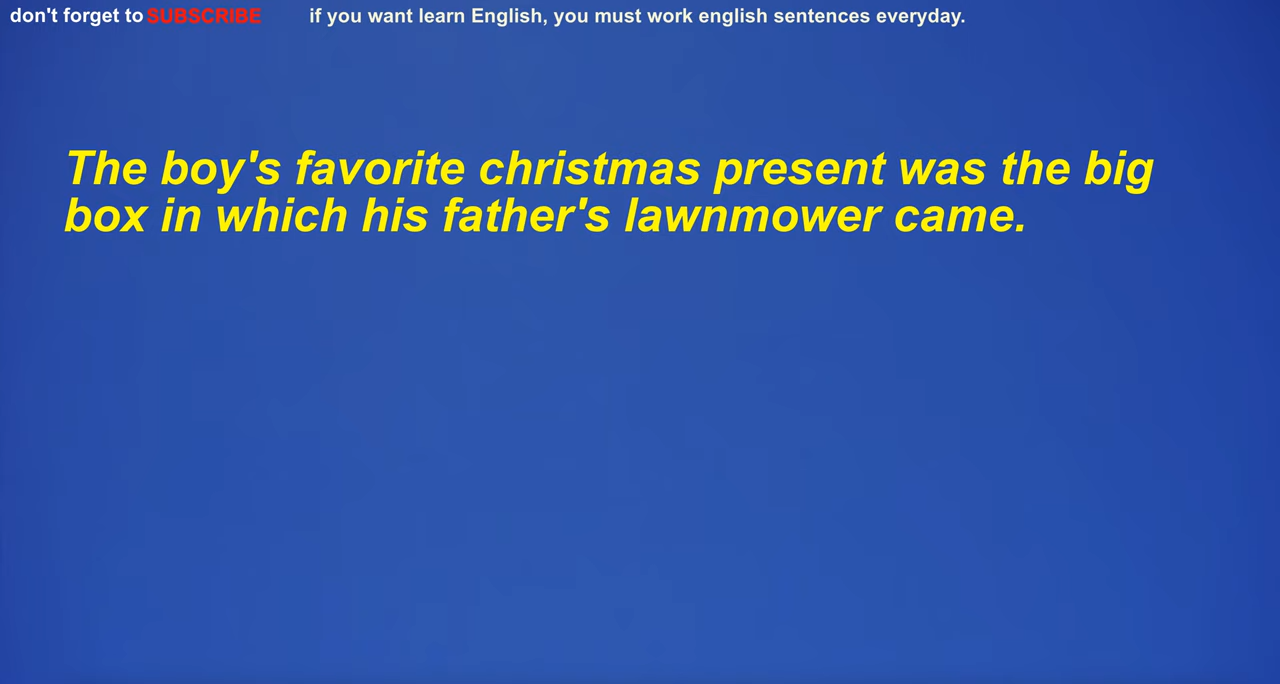 don't forget to SUBSCRIBE if you want learn English, you must work english sentences everyday.
The boy's favorite christmas present was the big
box in which his father's lawnmower came.